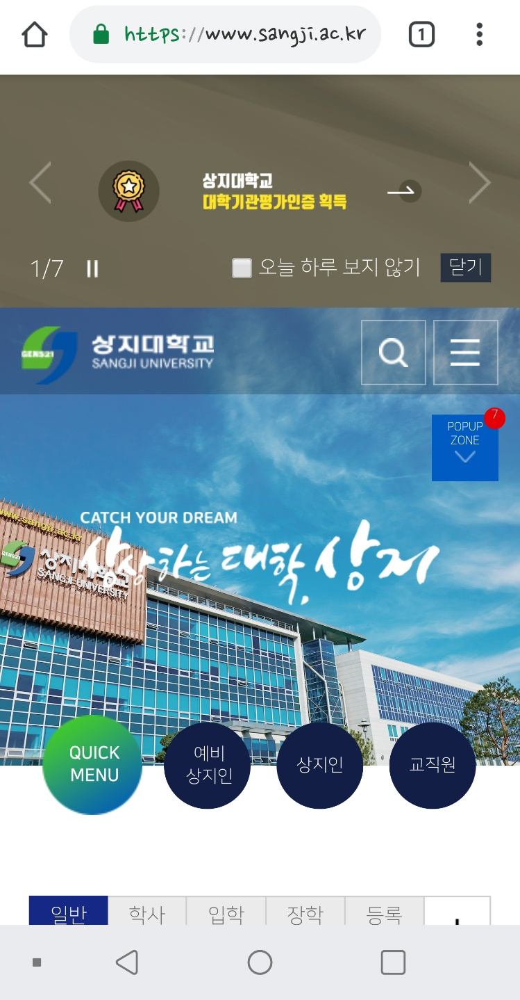 https://www.sangji.ac.kr
1
상지대학교
대학기관평가인증 획득
1/7
오늘 하루 보지 않기
닫기
GENS21
상지대학교
SANGJI UNIVERSITY
7
POPUP
ZONE
CATCH YOUR DREAM
상상하는 대학, 상지
www.sangji.ac.kr
GENS21
상지대학교
SANGJI UNIVERSITY
QUICK
MENU
예비
상지인
상지인
교직원
일반
학사
입학
장학
등록